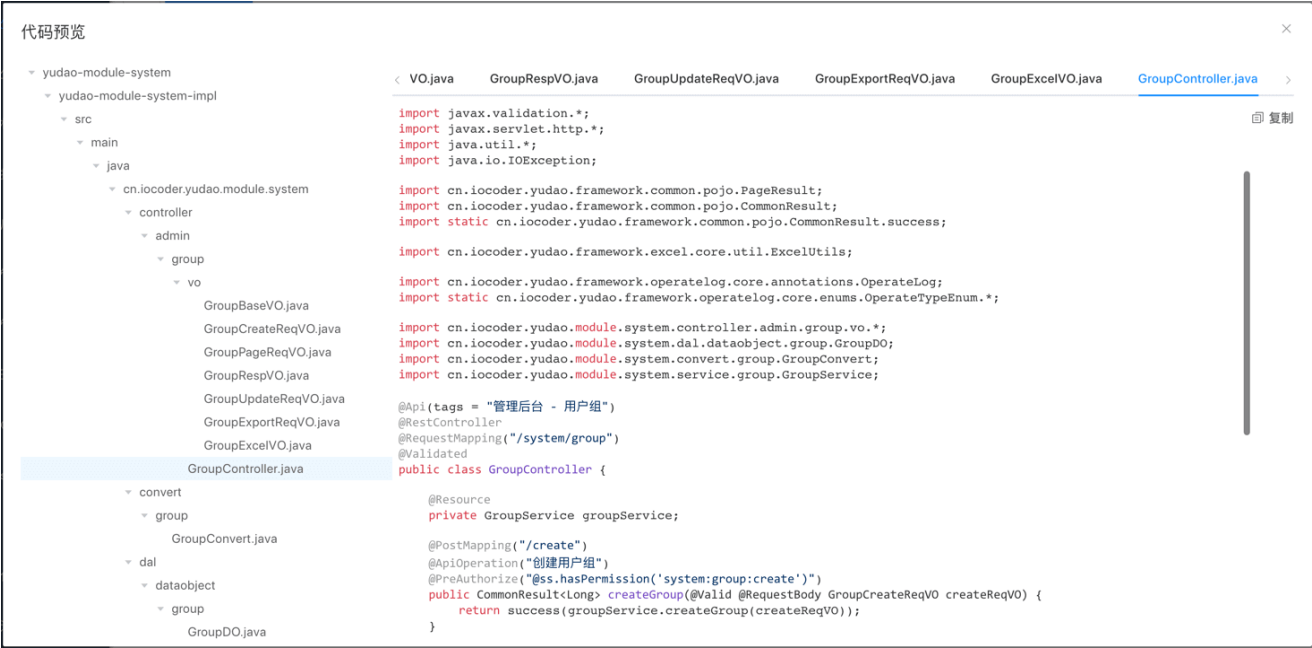 代码预览
yudao-module-system
yudao-module-system-impl
src
main
java
cn.iocoder.yudao.module.system
controller
admin
group
vo
GroupBaseVO.java
GroupCreateReqVO.java
GroupPageReqVO.java
GroupRespVO.java
GroupUpdateReqVO.java
GroupExportReqVO.java
GroupExcelVO.java
GroupController.java
convert
group
GroupConvert.java
dal
dataobject
group
GroupDO.java
VO.java GroupRespVO.java GroupUpdateReqVO.java GroupExportReqVO.java GroupExcelVO.java GroupController.java
复制
import javax.validation.*;
import javax.servlet.http.*;
import java.util.*;
import java.io.IOException;
import cn.iocoder.yudao.framework.common.pojo.PageResult;
import cn.iocoder.yudao.framework.common.pojo.CommonResult;
import static cn.iocoder.yudao.framework.common.pojo.CommonResult.success;
import cn.iocoder.yudao.framework.excel.core.util.ExcelUtils;
import cn.iocoder.yudao.framework.operatelog.core.annotations.OperateLog;
import static cn.iocoder.yudao.framework.operatelog.core.enums.OperateTypeEnum.*;
import cn.iocoder.yudao.module.system.controller.admin.group.vo.*;
import cn.iocoder.yudao.module.system.dal.dataobject.group.GroupDO;
import cn.iocoder.yudao.module.system.convert.group.GroupConvert;
import cn.iocoder.yudao.module.system.service.group.GroupService;
@Api(tags = "管理后台 - 用户组")
@RestController
@RequestMapping("/system/group")
@Validated
public class GroupController {
@Resource
private GroupService groupService;
@PostMapping("/create")
@ApiOperation("创建用户组")
@PreAuthorize("@ss.hasPermission('system:group:create')")
public CommonResult<Long> createGroup(@Valid @RequestBody GroupCreateReqVO createReqVO) {
return success(groupService.createGroup(createReqVO));
}